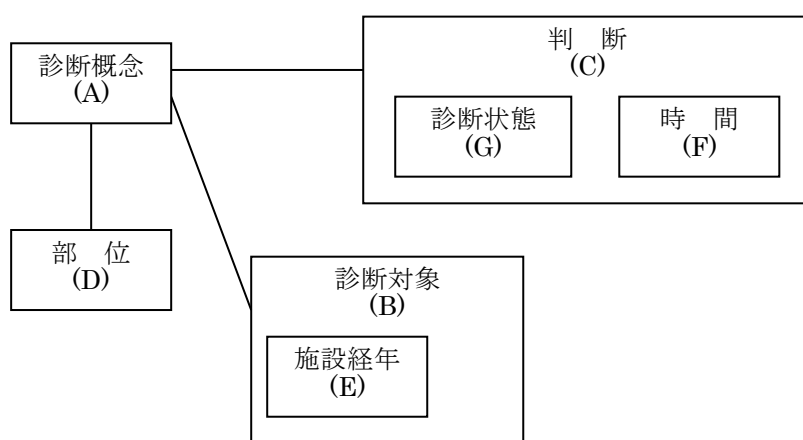 診断概念
(A)
判　断
(C)
診断状態
(G)
時　間
(F)
部　位
(D)
診断対象
(B)
施設経年
(E)